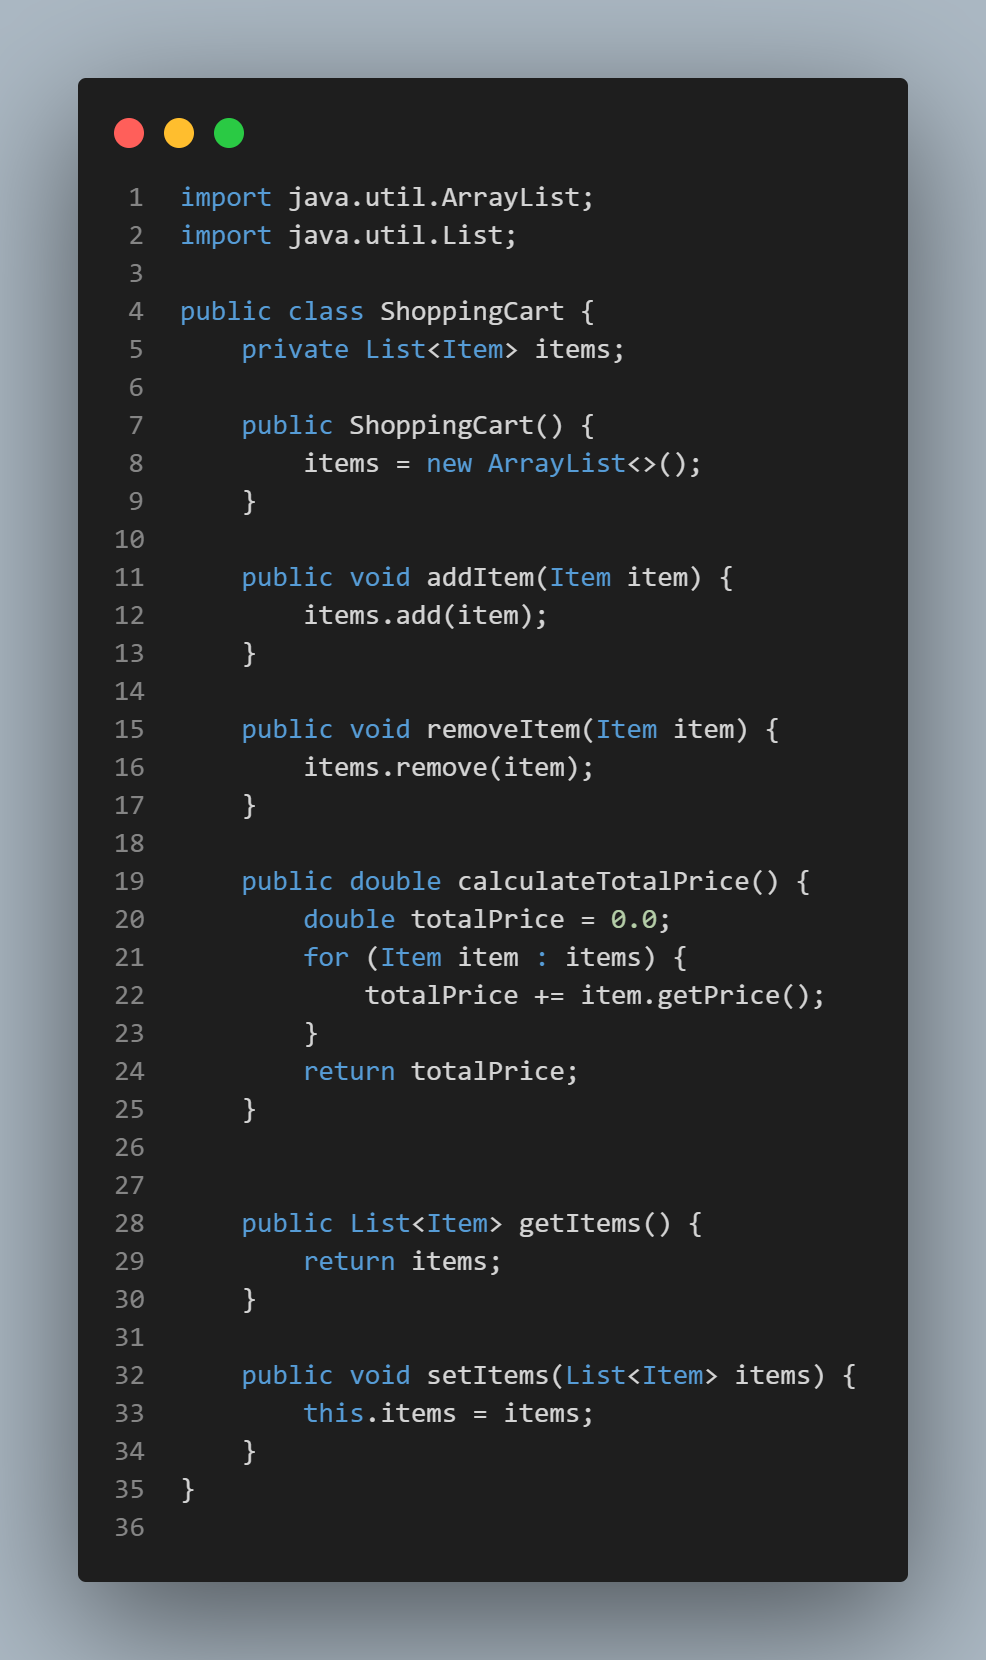 1 import java.util.ArrayList;
2 import java.util.List;
3
4 public class ShoppingCart {
5     private List<Item> items;
6
7     public ShoppingCart() {
8         items = new ArrayList<>();
9     }
10
11     public void addItem(Item item) {
12         items.add(item);
13     }
14
15     public void removeItem(Item item) {
16         items.remove(item);
17     }
18
19     public double calculateTotalPrice() {
20         double totalPrice = 0.0;
21         for (Item item : items) {
22             totalPrice += item.getPrice();
23         }
24         return totalPrice;
25     }
26
27
28     public List<Item> getItems() {
29         return items;
30     }
31
32     public void setItems(List<Item> items) {
33         this.items = items;
34     }
35 }
36